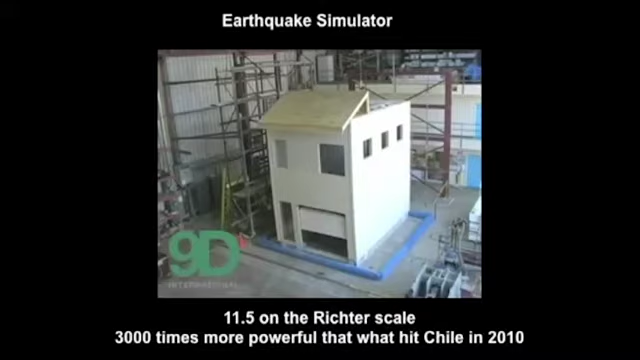 Earthquake Simulator
9D
INTERNATIONAL
11.5 on the Richter scale
3000 times more powerful that what hit Chile in 2010